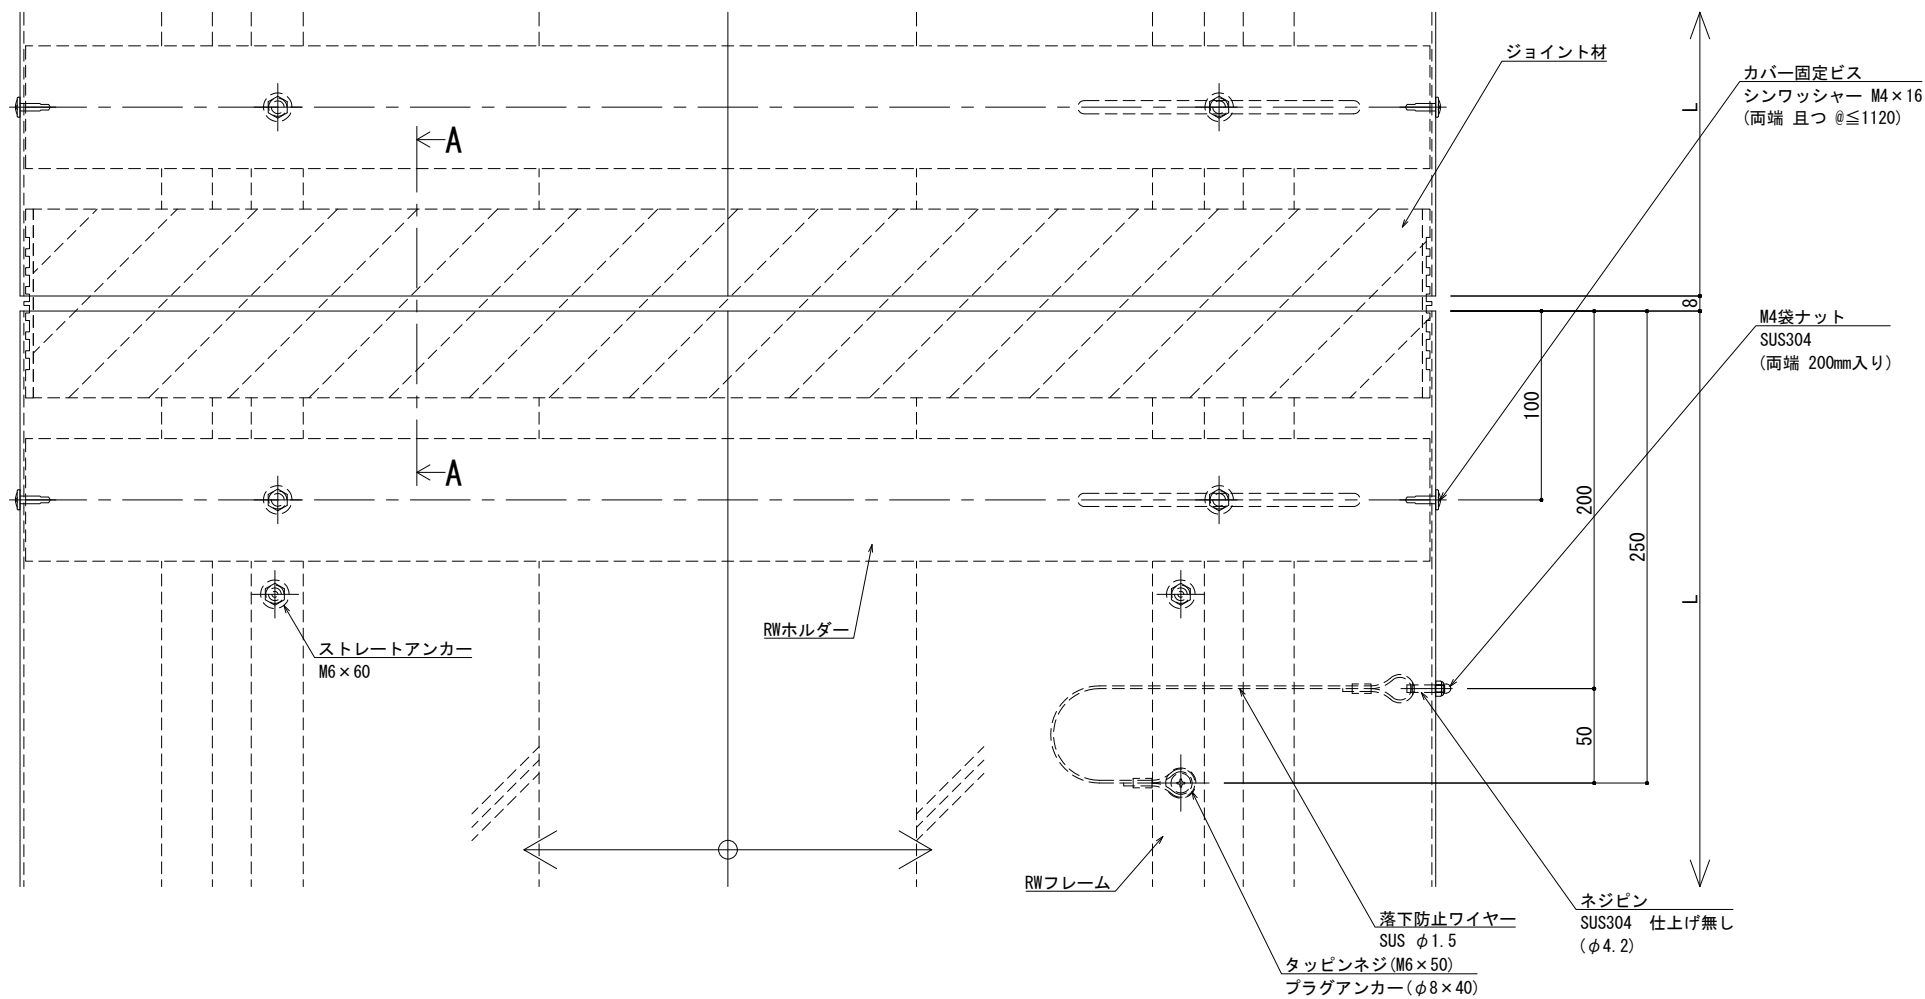 ジョイント材
カバー固定ビス
シンワッシャー M4×16
(両端 且つ @≦1120)
L
A
8
M4袋ナット
SUS304
(両端 200mm入り)
100
A
200
250
L
RWホルダー
ストレートアンカー
M6×60
50
RWフレーム
ネジピン
SUS304 仕上げ無し
(φ4.2)
落下防止ワイヤー
SUS φ1.5
タッピンネジ(M6×50)
プラグアンカー(φ8×40)